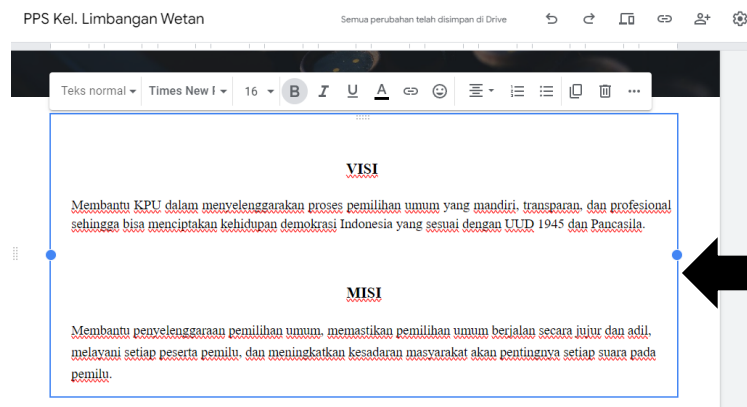 PPS Kel. Limbangan Wetan
Semua perubahan telah disimpan di Drive
Teks normal Times New 16 B I U A
VISI
Membantu KPU dalam menyelenggarakan proses pemilihan umum yang mandiri, transparan, dan profesional
sehingga bisa menciptakan kehidupan demokrasi Indonesia yang sesuai dengan UUD 1945 dan Pancasila.
MISI
Membantu penyelenggaraan pemilihan umum, memastikan pemilihan umum berjalan secara jujur dan adil,
melayani setiap peserta pemilu, dan meningkatkan kesadaran masyarakat akan pentingnya setiap suara pada
pemilu.